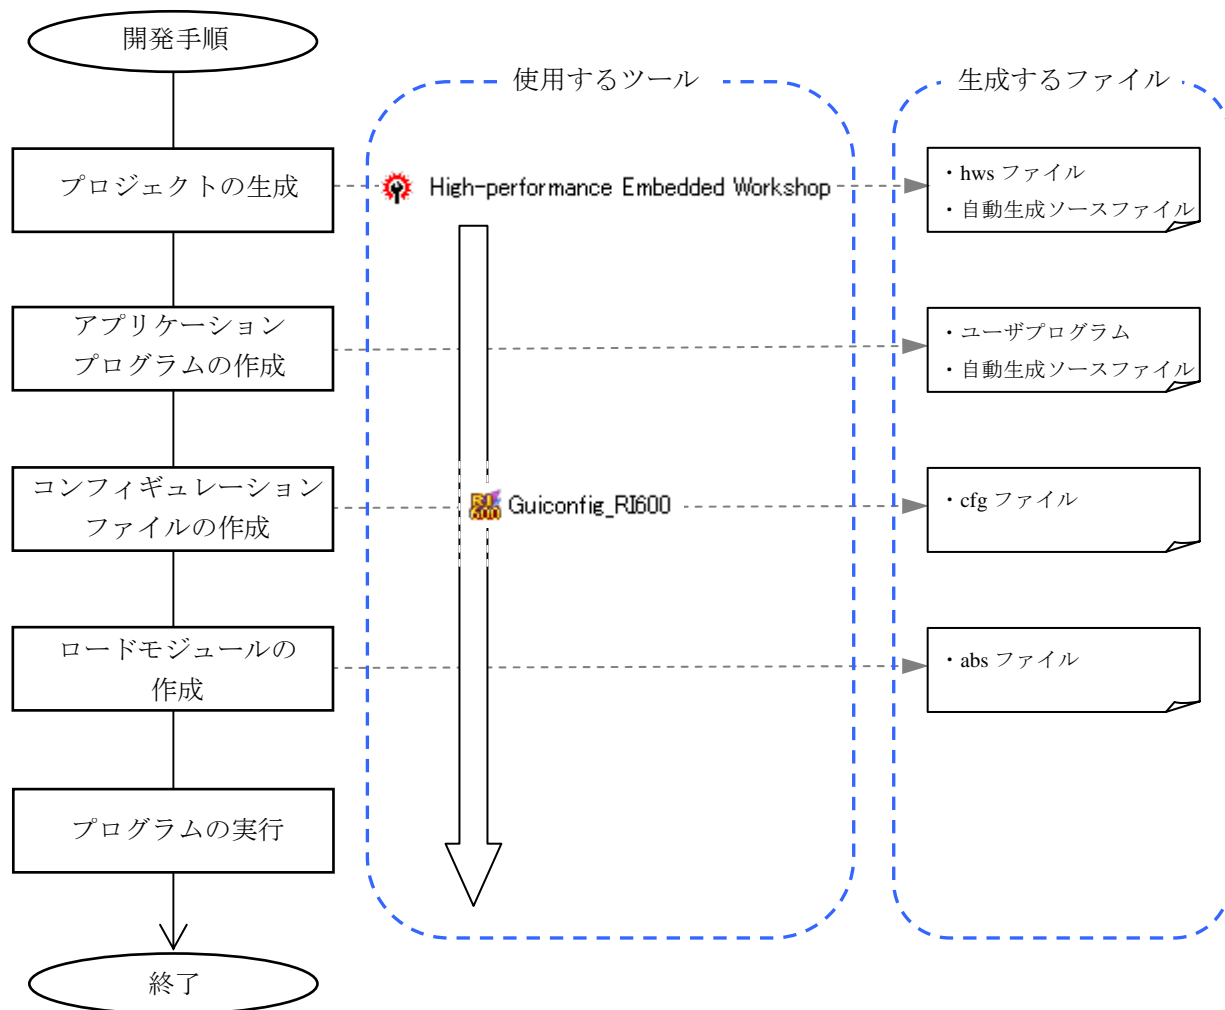 開発手順
使用するツール
生成するファイル
プロジェクトの生成
High-performance Embedded Workshop
・hws ファイル
・自動生成ソースファイル
アプリケーション
プログラムの作成
・ユーザプログラム
・自動生成ソースファイル
コンフィギュレーション
ファイルの作成
RI
600
Guiconfig_RI600
・cfg ファイル
ロードモジュールの
作成
・abs ファイル
プログラムの実行
終了